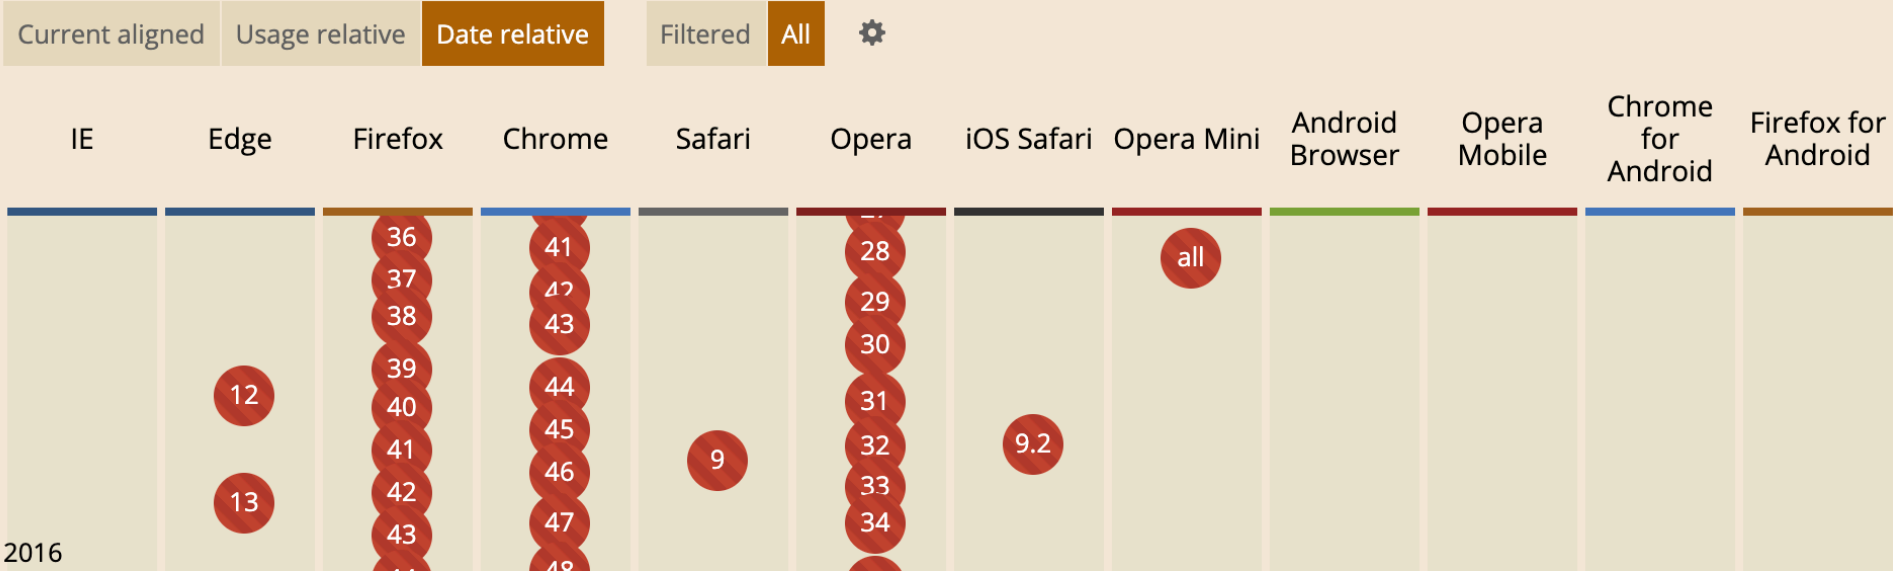 Current aligned Usage relative Date relative Filtered All
IE Edge Firefox Chrome Safari Opera iOS Safari Opera Mini Android Browser Opera Mobile Chrome for Android Firefox for Android
36 41 28 all
37 42 29
38 43 30
39 44 31
12 40 45 32 9.2
41 46 9 33
13 42 47 34
43
2016 48